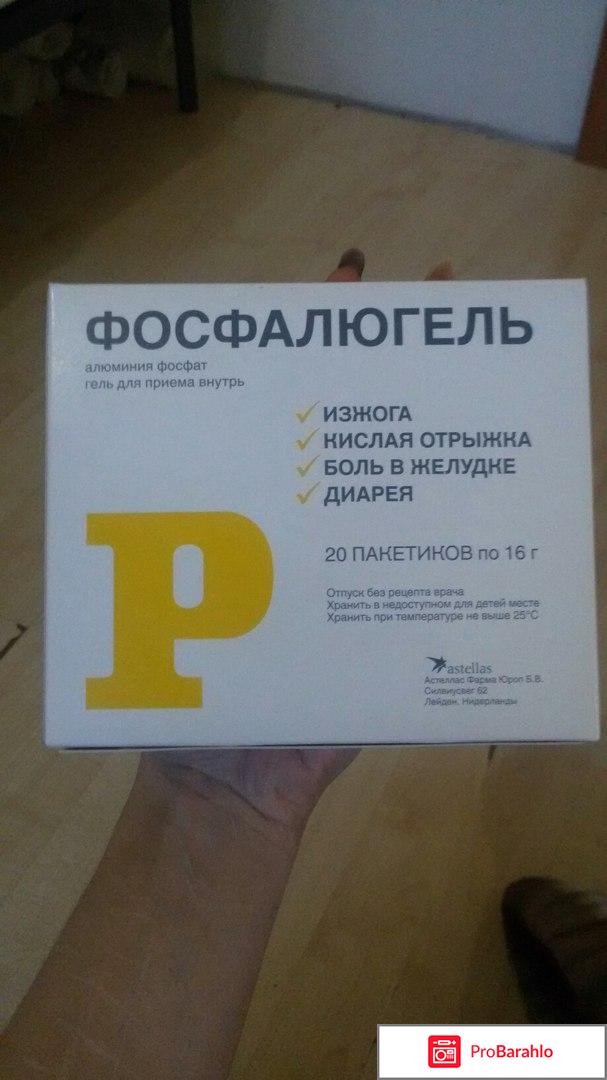 ФОСФАЛЮГЕЛЬ
алюминия фосфат
гель для приема внутрь
ИЗЖОГА
КИСЛАЯ ОТРЫЖКА
БОЛЬ В ЖЕЛУДКЕ
ДИАРЕЯ
P
20 ПАКЕТИКОВ по 16 г
Отпуск без рецепта врача
Хранить в недоступном для детей месте
Хранить при температуре не выше 25°C
astellas
Астеллас Фарма Юроп Б.В.
Силвиусвег 62
Лейден, Нидерланды
ProBarahlo